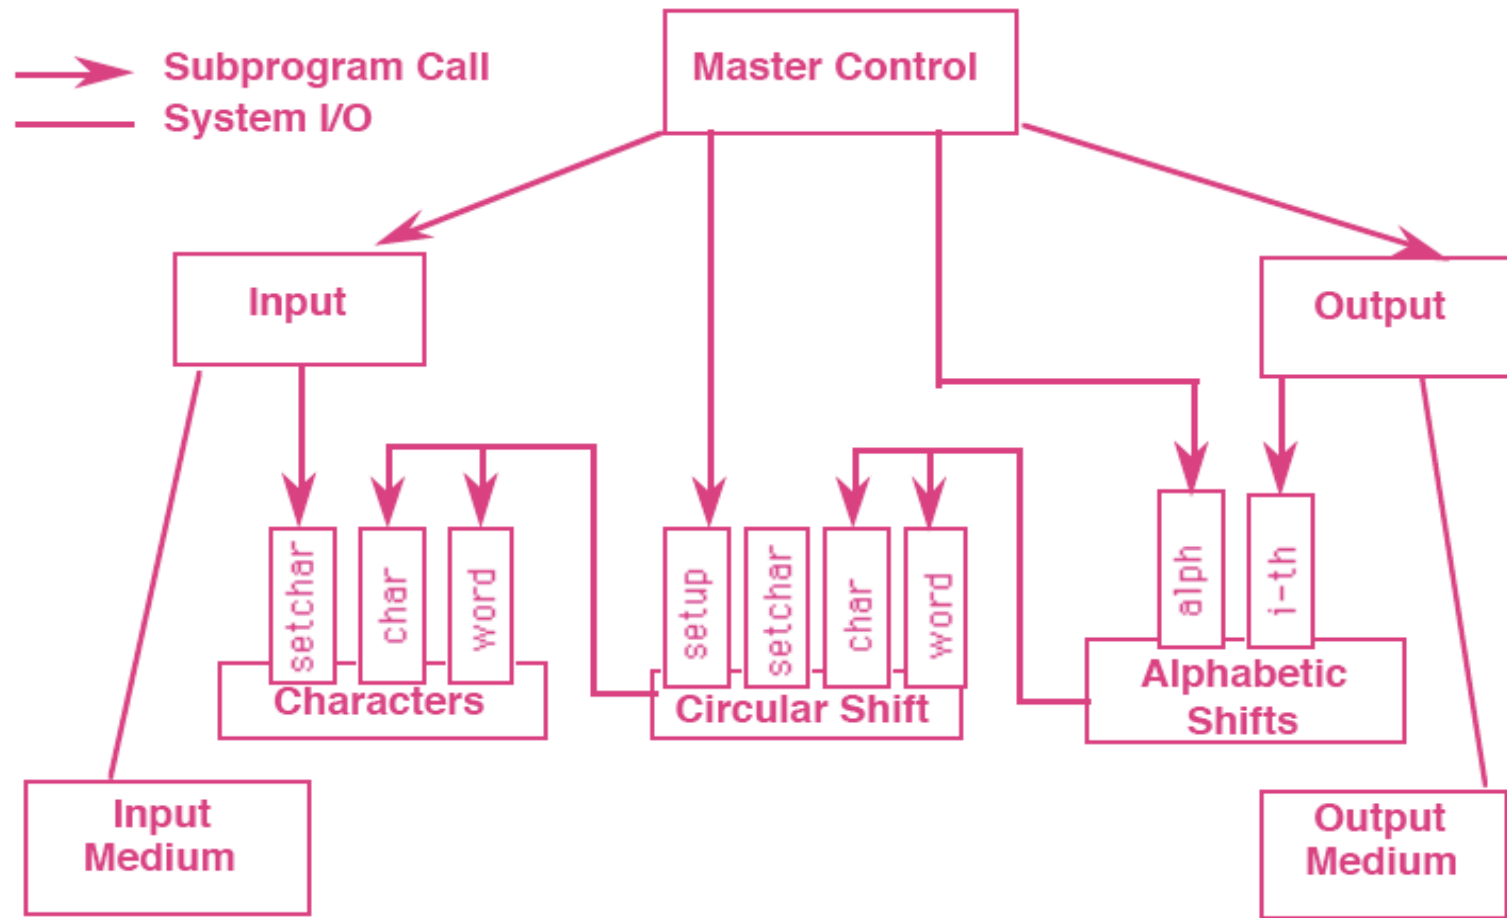 Subprogram Call
System I/O
Master Control
Input
Output
setchar
char
word
Characters
setup
setchar
char
word
Circular Shift
alph
i-th
Alphabetic
Shifts
Input
Medium
Output
Medium